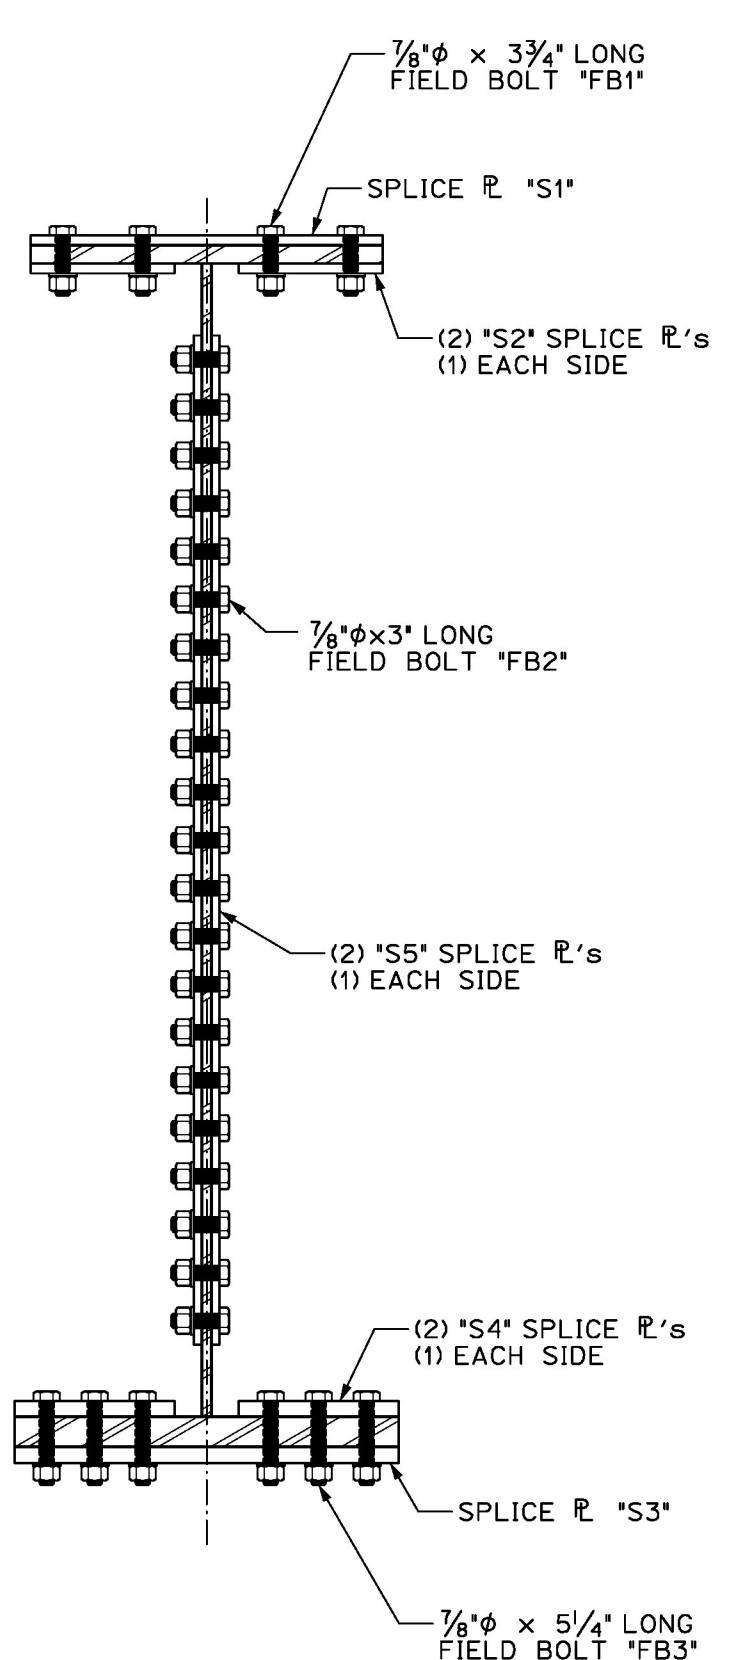 7/8"ϕ x 3 3/4" LONG
FIELD BOLT "FB1"
SPLICE ℄ "S1"
(2) "S2" SPLICE ℄'s
(1) EACH SIDE
7/8"ϕx3" LONG
FIELD BOLT "FB2"
(2) "S5" SPLICE ℄'s
(1) EACH SIDE
(2) "S4" SPLICE ℄'s
(1) EACH SIDE
SPLICE ℄ "S3"
7/8"ϕ x 5 1/4" LONG
FIELD BOLT "FB3"